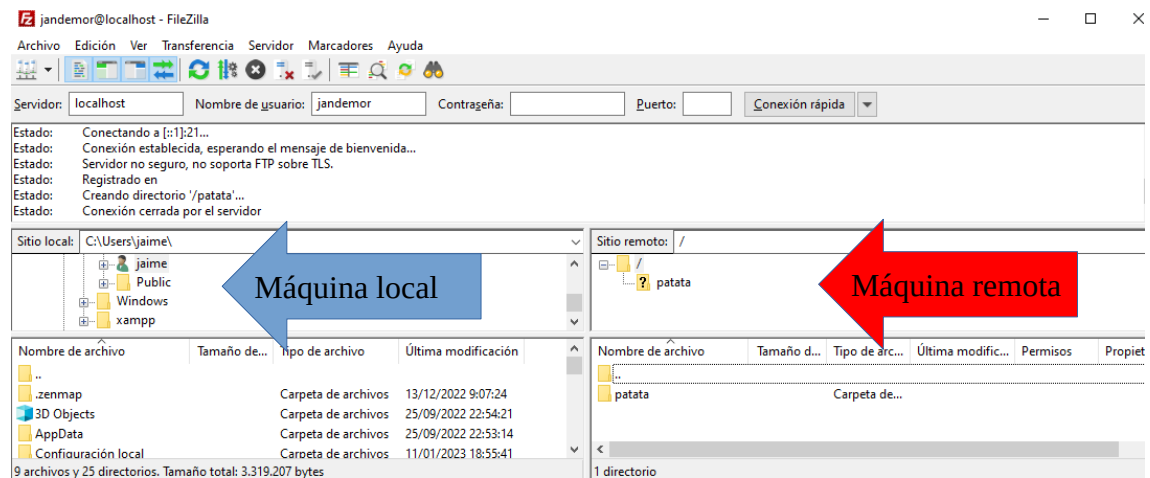 jandemor@localhost - FileZilla
Archivo Edición Ver Transferencia Servidor Marcadores Ayuda
Servidor: localhost Nombre de usuario: jandemor Contraseña: Puerto: Conexión rápida
Estado: Conectando a [::1]:21...
Estado: Conexión establecida, esperando el mensaje de bienvenida...
Estado: Servidor no seguro, no soporta FTP sobre TLS.
Estado: Registrado en
Estado: Creando directorio '/patata'...
Estado: Conexión cerrada por el servidor
Sitio local: C:\Users\jaime\
jaime
Public
Windows
xampp
Máquina local
Sitio remoto: /
/
? patata
Máquina remota
Nombre de archivo Tamaño de... Tipo de archivo Última modificación
..
.zenmap Carpeta de archivos 13/12/2022 9:07:24
3D Objects Carpeta de archivos 25/09/2022 22:54:21
AppData Carpeta de archivos 25/09/2022 22:53:14
Configuración local Carpeta de archivos 11/01/2023 18:55:41
9 archivos y 25 directorios. Tamaño total: 3.319.207 bytes
Nombre de archivo Tamaño d... Tipo de arc... Última modific... Permisos Propiet
..
patata Carpeta de...
1 directorio